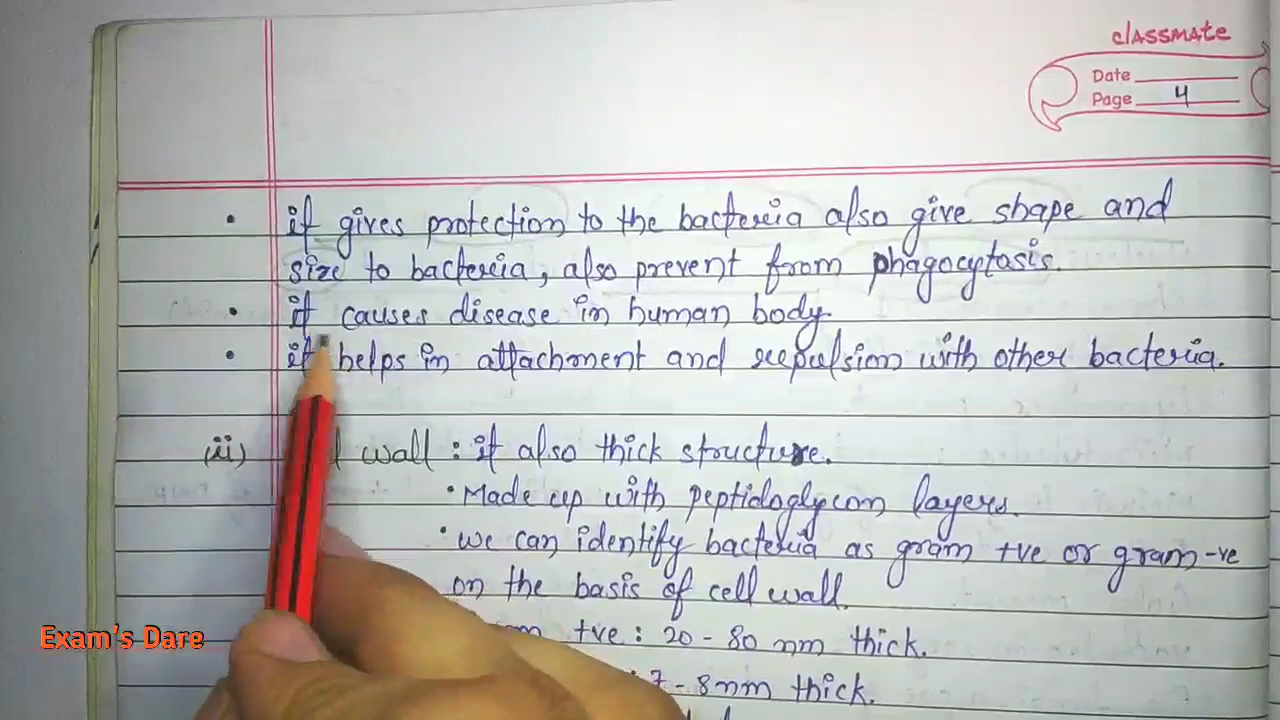 classmate
Date
Page 4
• it gives protection to the bacteria also give shape and
size to bacteria, also prevent from phagocytosis.
• it causes disease in human body.
• it helps in attachment and repulsion with other bacteria.
(ii) wall : it also thick structure.
• Made up with peptidoglycan layers.
• we can identify bacteria as gram +ve or gram -ve
on the basis of cell wall.
+ve : 20 - 80 nm thick.
: 7 - 8 nm thick.
Exam's Dare